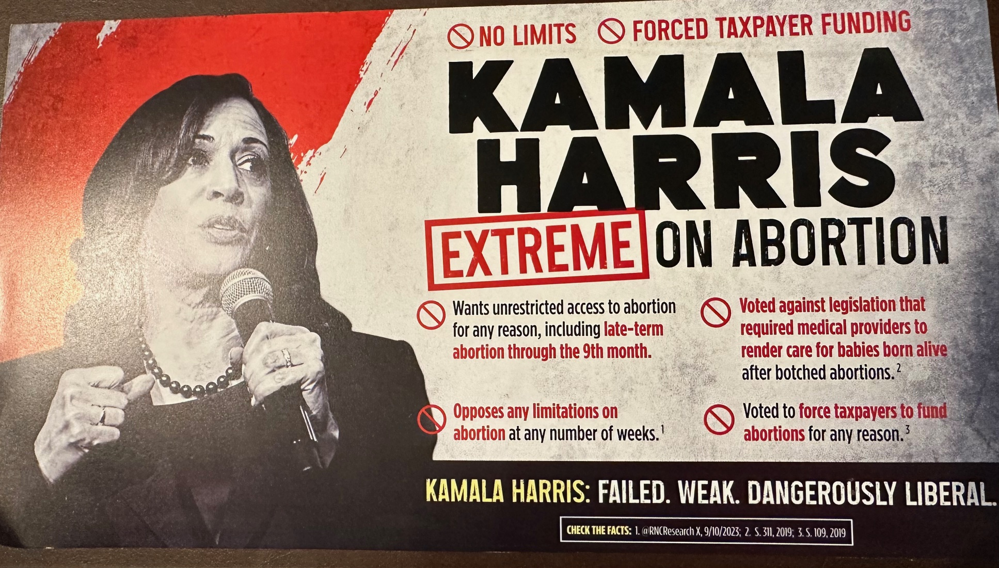 NO LIMITS FORCED TAXPAYER FUNDING
KAMALA
HARRIS
EXTREME ON ABORTION
Wants unrestricted access to abortion
for any reason, including late-term
abortion through the 9th month.
Opposes any limitations on
abortion at any number of weeks.1
Voted against legislation that
required medical providers to
render care for babies born alive
after botched abortions.2
Voted to force taxpayers to fund
abortions for any reason.3
KAMALA HARRIS: FAILED. WEAK. DANGEROUSLY LIBERAL.
CHECK THE FACTS: 1. @RNCResearch X, 9/10/2023; 2. S. 311, 2019; 3. S. 109, 2019